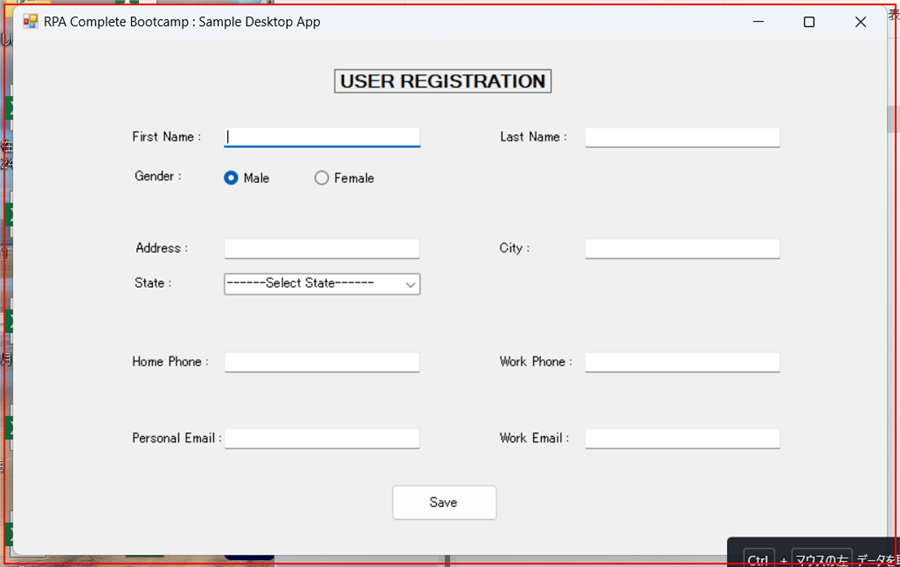 RPA Complete Bootcamp : Sample Desktop App
USER REGISTRATION
First Name :
Last Name :
Gender :
Male
Female
Address :
City :
State :
------Select State------
Home Phone :
Work Phone :
Personal Email :
Work Email :
Save
Ctrl + マウスの左 データを